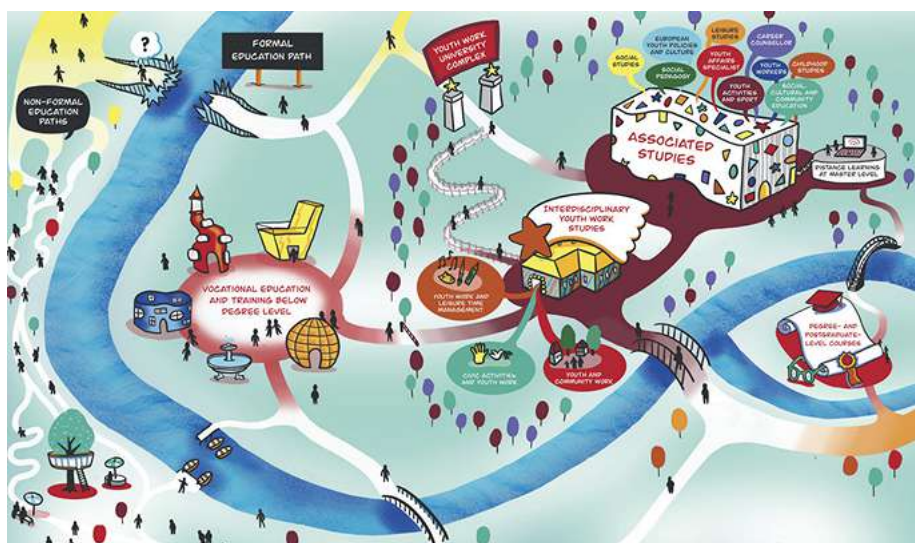 ?
FORMAL
EDUCATION PATH
NON-FORMAL
EDUCATION
PATHS
YOUTH WORK
UNIVERSITY
COMPLEX
SOCIAL
STUDIES
EUROPEAN
YOUTH POLICIES
AND CULTURE
LEISURE
STUDIES
CAREER
COUNSELLOR
SOCIAL
PEDAGOGY
YOUTH
AFFAIRS
SPECIALIST
YOUTH
WORKERS
CHILDHOOD
STUDIES
YOUTH
ACTIVITIES
AND SPORT
SOCIAL-
CULTURAL AND
COMMUNITY
EDUCATION
ASSOCIATED
STUDIES
DISTANCE LEARNING
AT MASTER LEVEL
INTERDISCIPLINARY
YOUTH WORK
STUDIES
VOCATIONAL EDUCATION
AND TRAINING BELOW
DEGREE LEVEL
YOUTH WORK AND
LEISURE TIME
MANAGEMENT
CIVIC ACTIVITIES
AND YOUTH WORK
YOUTH AND
COMMUNITY WORK
DEGREE- AND
POSTGRADUATE-
LEVEL COURSES